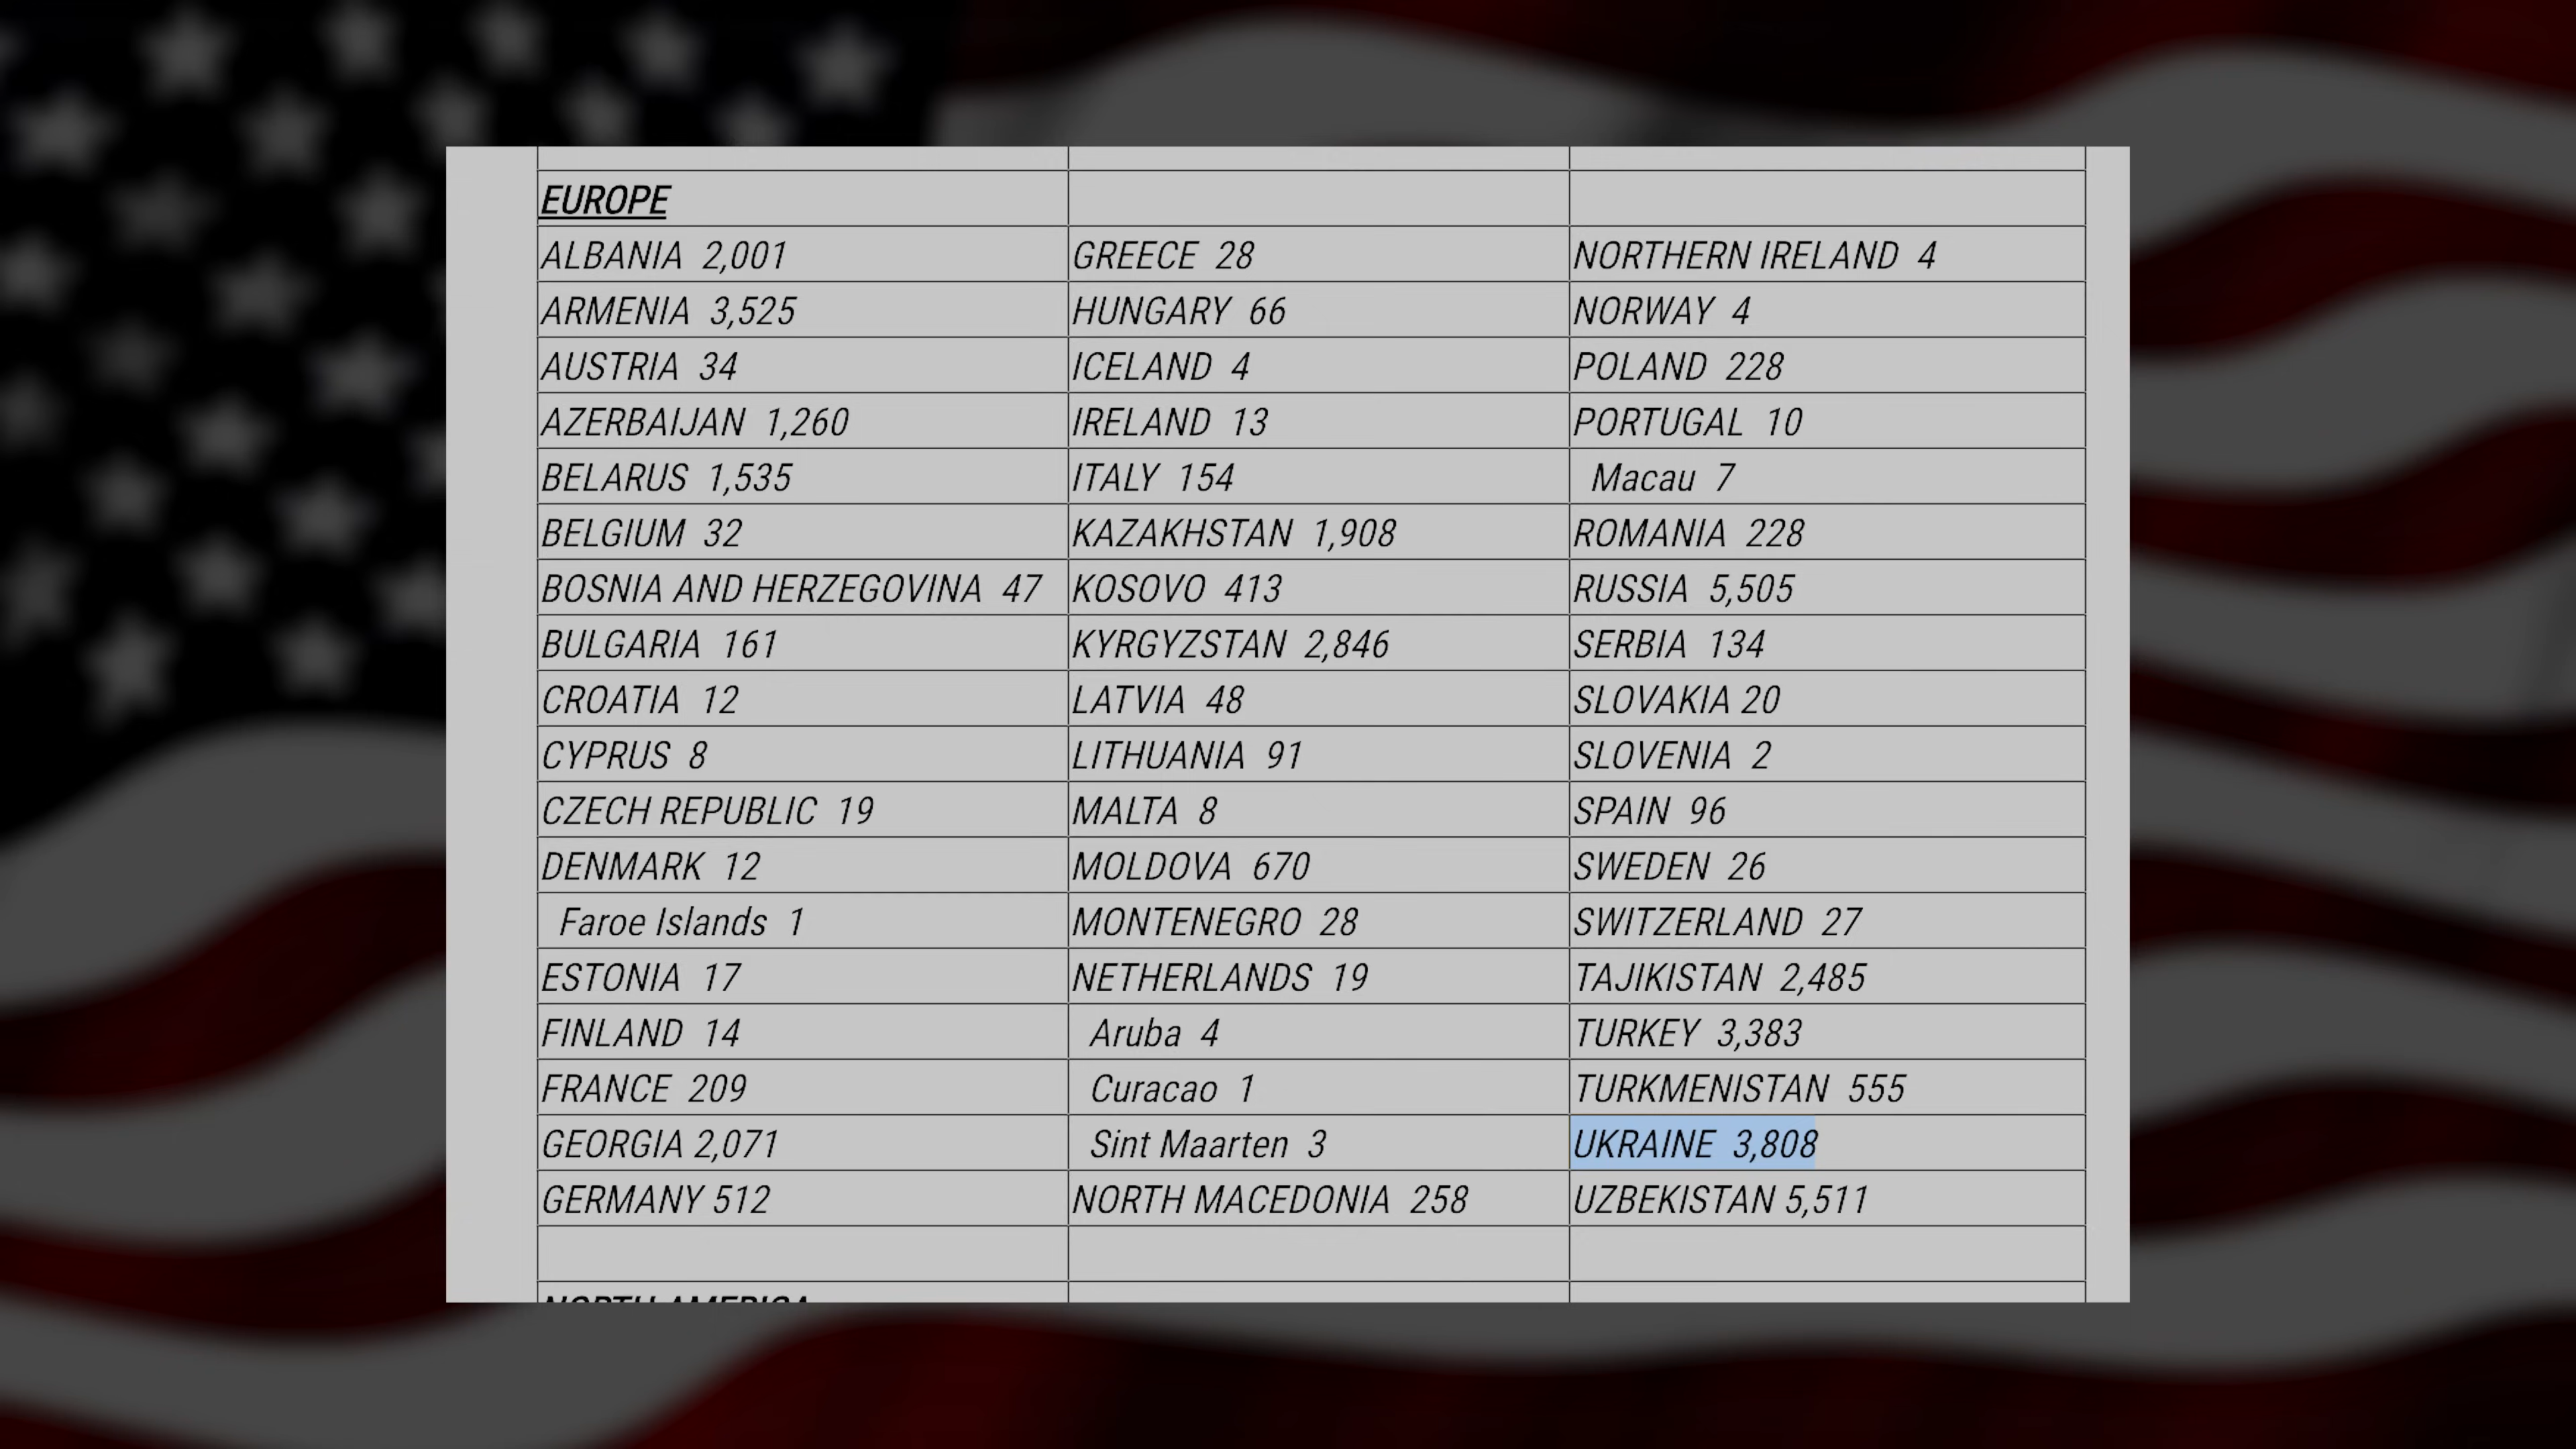 EUROPE
ALBANIA 2,001 GREECE 28 NORTHERN IRELAND 4
ARMENIA 3,525 HUNGARY 66 NORWAY 4
AUSTRIA 34 ICELAND 4 POLAND 228
AZERBAIJAN 1,260 IRELAND 13 PORTUGAL 10
BELARUS 1,535 ITALY 154 Macau 7
BELGIUM 32 KAZAKHSTAN 1,908 ROMANIA 228
BOSNIA AND HERZEGOVINA 47 KOSOVO 413 RUSSIA 5,505
BULGARIA 161 KYRGYZSTAN 2,846 SERBIA 134
CROATIA 12 LATVIA 48 SLOVAKIA 20
CYPRUS 8 LITHUANIA 91 SLOVENIA 2
CZECH REPUBLIC 19 MALTA 8 SPAIN 96
DENMARK 12 MOLDOVA 670 SWEDEN 26
Faroe Islands 1 MONTENEGRO 28 SWITZERLAND 27
ESTONIA 17 NETHERLANDS 19 TAJIKISTAN 2,485
FINLAND 14 Aruba 4 TURKEY 3,383
FRANCE 209 Curacao 1 TURKMENISTAN 555
GEORGIA 2,071 Sint Maarten 3 UKRAINE 3,808
GERMANY 512 NORTH MACEDONIA 258 UZBEKISTAN 5,511
NORTH AMERICA